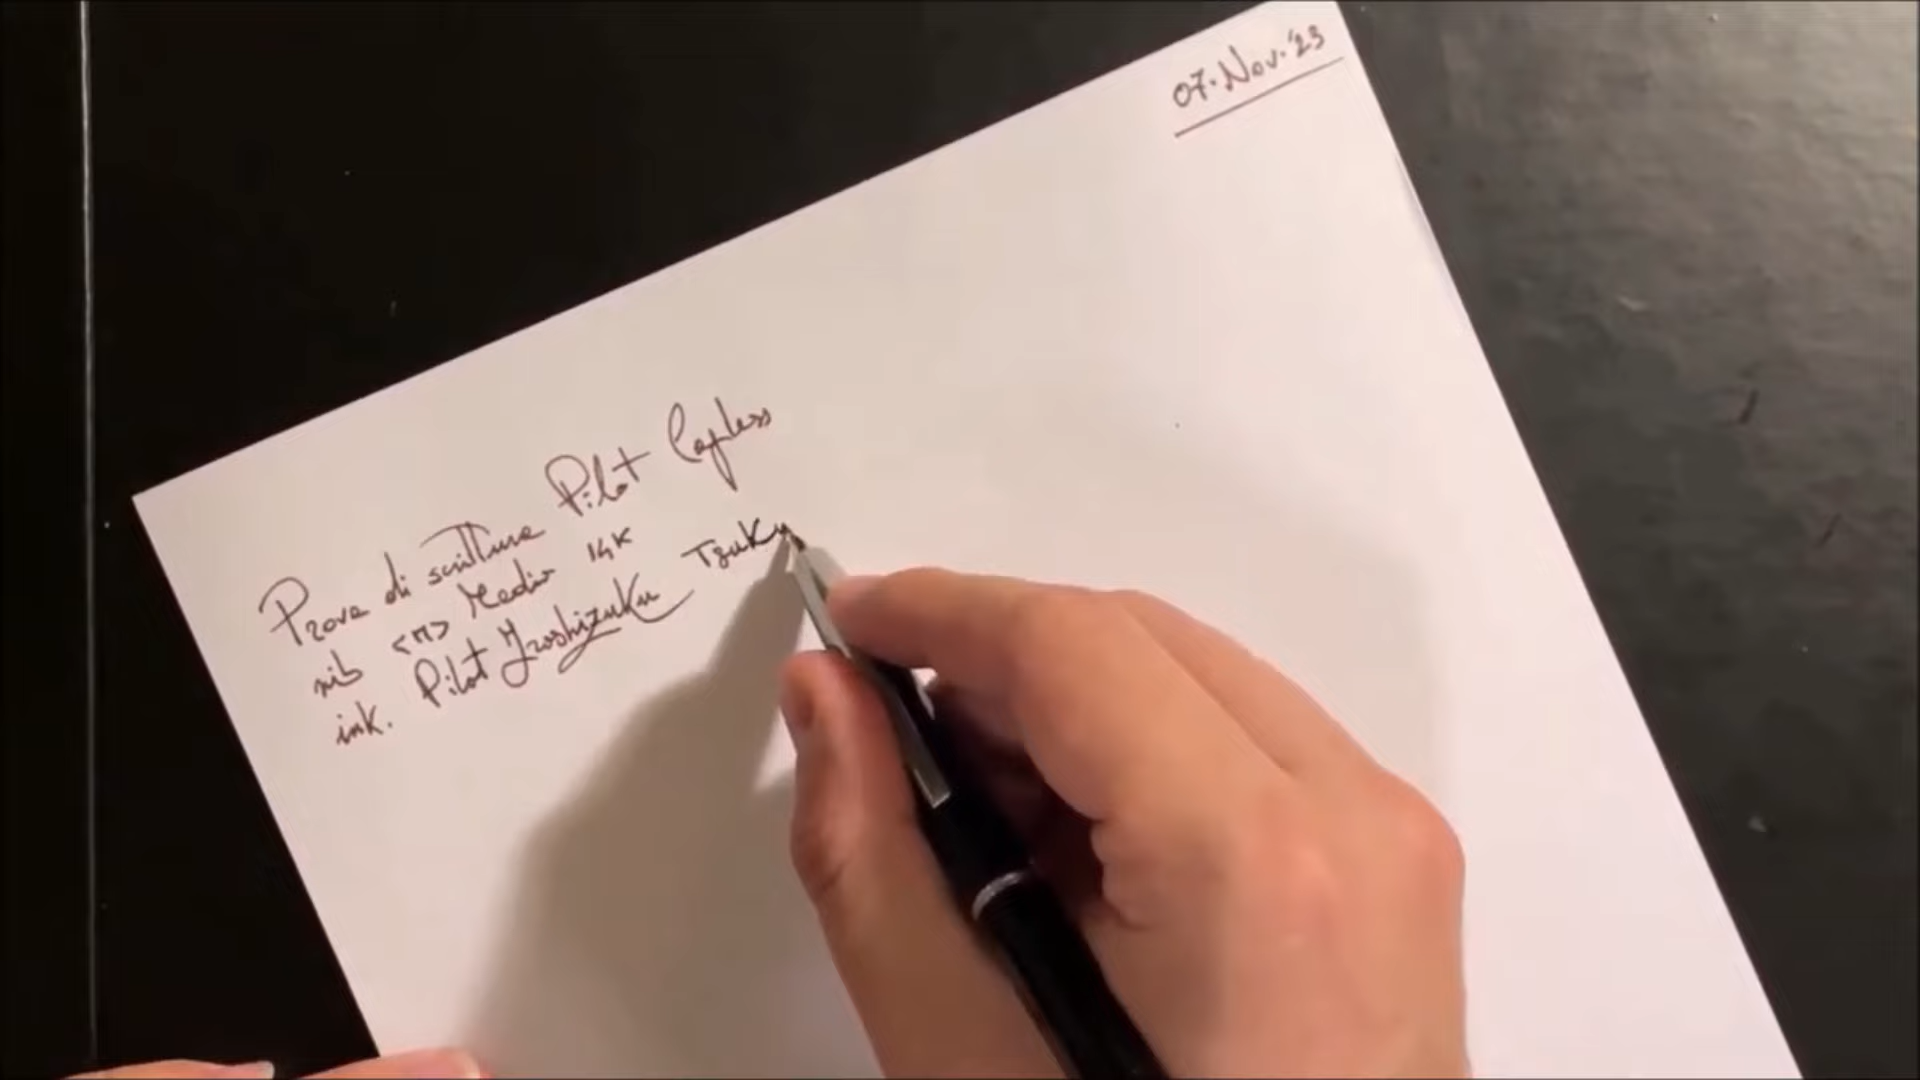 07. Nov. '23
Prova di scrittura Pilot Capless
nib <M> Medio 14K
ink. Pilot Iroshizuku Tsuku